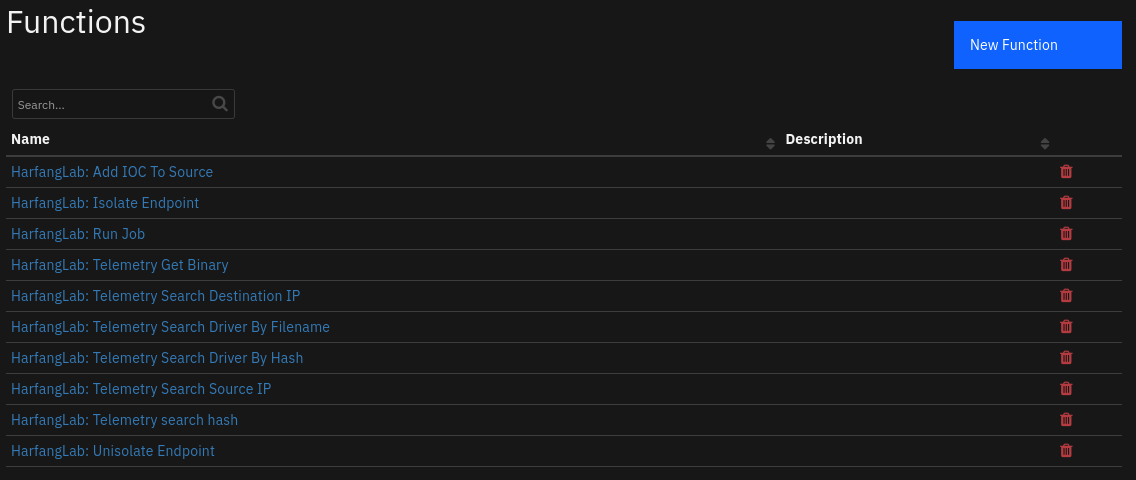 Functions
New Function
Search...
Name Description
HarfangLab: Add IOC To Source
HarfangLab: Isolate Endpoint
HarfangLab: Run Job
HarfangLab: Telemetry Get Binary
HarfangLab: Telemetry Search Destination IP
HarfangLab: Telemetry Search Driver By Filename
HarfangLab: Telemetry Search Driver By Hash
HarfangLab: Telemetry Search Source IP
HarfangLab: Telemetry search hash
HarfangLab: Unisolate Endpoint